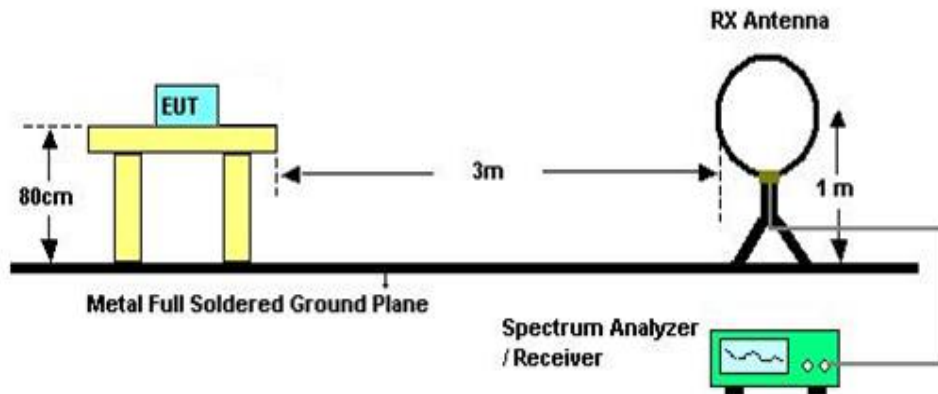 RX Antenna
EUT
3m
80cm
1 m
Metal Full Soldered Ground Plane
Spectrum Analyzer
/ Receiver